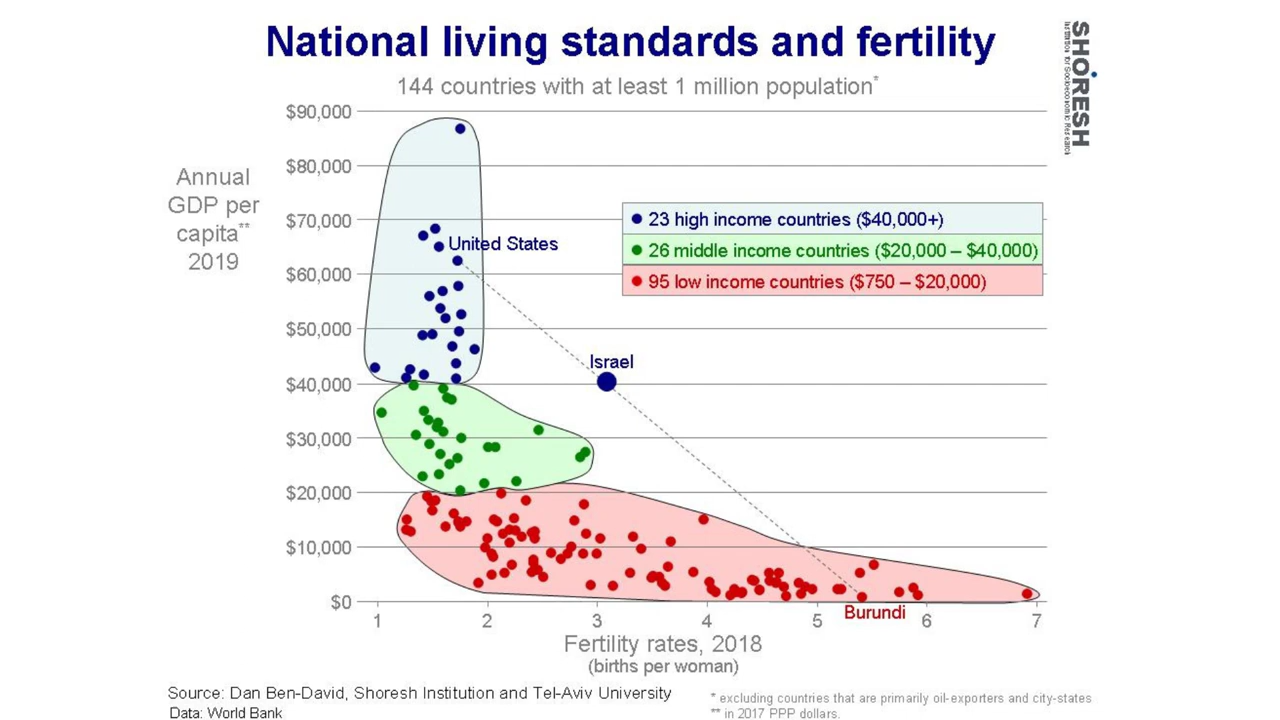 National living standards and fertility
144 countries with at least 1 million population*
SHORESH
Institution for Socioeconomic Research
Annual
GDP per
capita**
2019
$90,000
$80,000
$70,000
$60,000
$50,000
$40,000
$30,000
$20,000
$10,000
$0
23 high income countries ($40,000+)
26 middle income countries ($20,000 – $40,000)
95 low income countries ($750 – $20,000)
United States
Israel
Burundi
1 2 3 4 5 6 7
Fertility rates, 2018
(births per woman)
Source: Dan Ben-David, Shoresh Institution and Tel-Aviv University
Data: World Bank
* excluding countries that are primarily oil-exporters and city-states
** in 2017 PPP dollars.